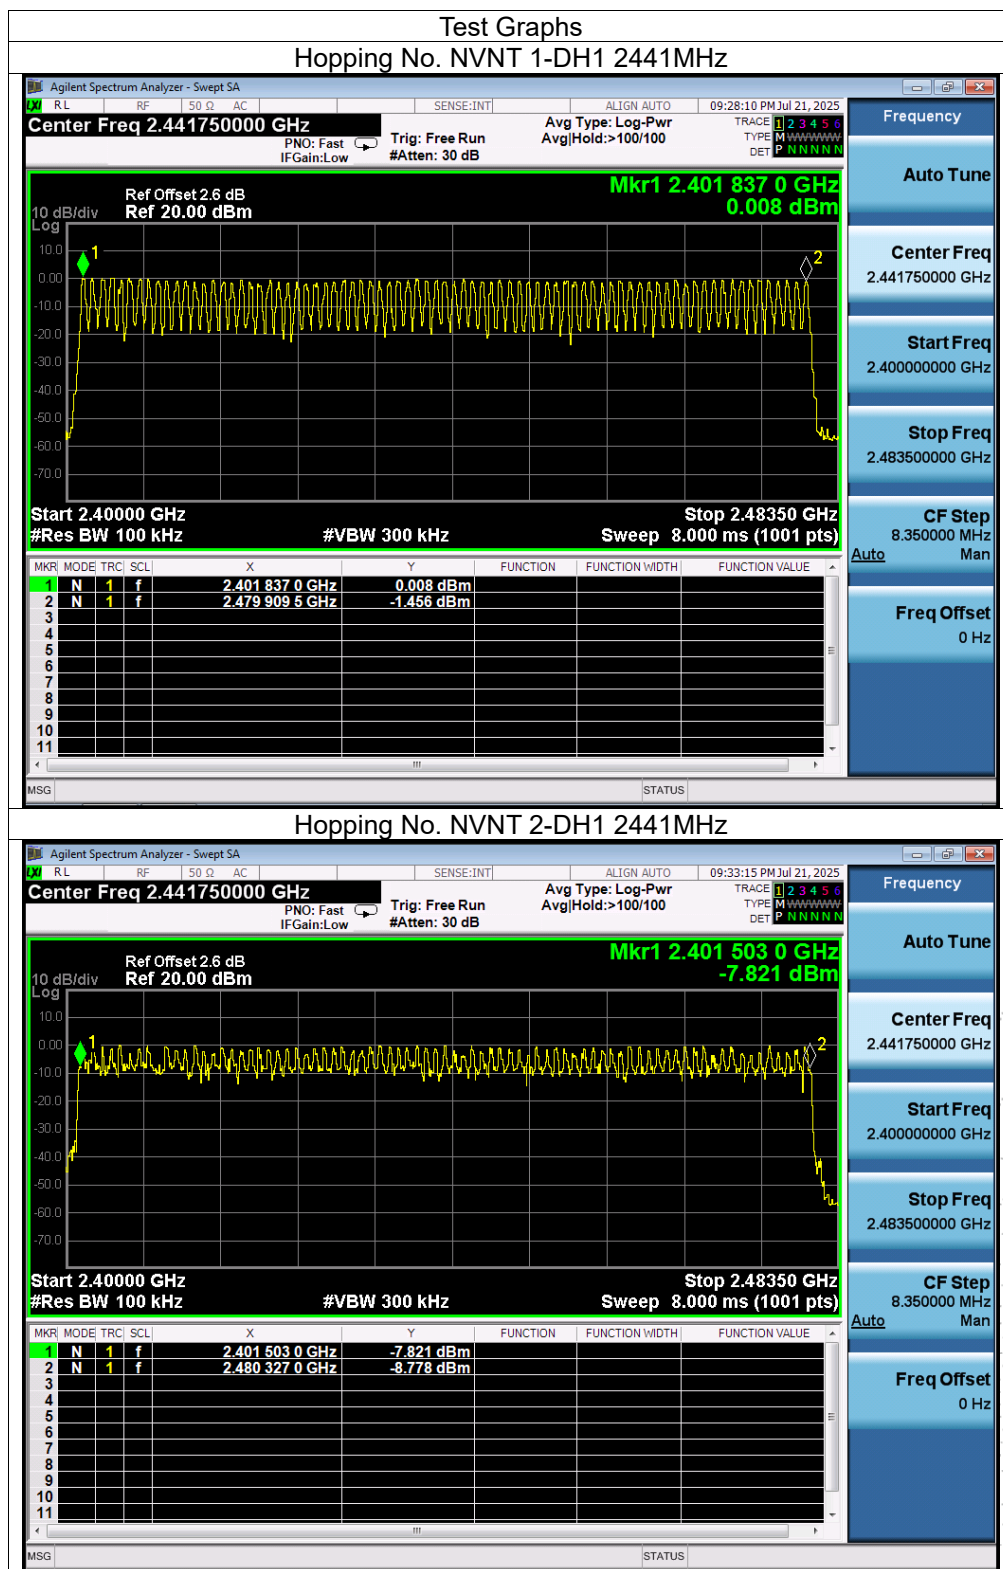 Test Graphs
Hopping No. NVNT 1-DH1 2441MHz
Agilent Spectrum Analyzer - Swept SA
LXI RL RF 50 Ω AC SENSE:INT ALIGN AUTO 09:28:10 PM Jul 21, 2025
Center Freq 2.441750000 GHz
PNO: Fast
IFGain:Low
Trig: Free Run
#Atten: 30 dB
Avg Type: Log-Pwr
Avg|Hold:>100/100
TRACE 1 2 3 4 5 6
TYPE M W W W W W
DET P N N N N N
Frequency
Auto Tune
Mkr1 2.401 837 0 GHz
0.008 dBm
Ref Offset 2.6 dB
10 dB/div Ref 20.00 dBm
Log
10.0
0.00
-10.0
-20.0
-30.0
-40.0
-50.0
-60.0
-70.0
1
2
Center Freq
2.441750000 GHz
Start Freq
2.400000000 GHz
Stop Freq
2.483500000 GHz
Start 2.40000 GHz Stop 2.48350 GHz
#Res BW 100 kHz #VBW 300 kHz Sweep 8.000 ms (1001 pts)
CF Step
8.350000 MHz
Auto Man
MKR MODE TRC SCL X Y FUNCTION FUNCTION WIDTH FUNCTION VALUE
1 N 1 f 2.401 837 0 GHz 0.008 dBm
2 N 1 f 2.479 909 5 GHz -1.456 dBm
3
4
5
6
7
8
9
10
11
Freq Offset
0 Hz
MSG STATUS
Hopping No. NVNT 2-DH1 2441MHz
Agilent Spectrum Analyzer - Swept SA
LXI RL RF 50 Ω AC SENSE:INT ALIGN AUTO 09:33:15 PM Jul 21, 2025
Center Freq 2.441750000 GHz
PNO: Fast
IFGain:Low
Trig: Free Run
#Atten: 30 dB
Avg Type: Log-Pwr
Avg|Hold:>100/100
TRACE 1 2 3 4 5 6
TYPE M W W W W W
DET P N N N N N
Frequency
Auto Tune
Mkr1 2.401 503 0 GHz
-7.821 dBm
Ref Offset 2.6 dB
10 dB/div Ref 20.00 dBm
Log
10.0
0.00
-10.0
-20.0
-30.0
-40.0
-50.0
-60.0
-70.0
1
2
Center Freq
2.441750000 GHz
Start Freq
2.400000000 GHz
Stop Freq
2.483500000 GHz
Start 2.40000 GHz Stop 2.48350 GHz
#Res BW 100 kHz #VBW 300 kHz Sweep 8.000 ms (1001 pts)
CF Step
8.350000 MHz
Auto Man
MKR MODE TRC SCL X Y FUNCTION FUNCTION WIDTH FUNCTION VALUE
1 N 1 f 2.401 503 0 GHz -7.821 dBm
2 N 1 f 2.480 327 0 GHz -8.778 dBm
3
4
5
6
7
8
9
10
11
Freq Offset
0 Hz
MSG STATUS